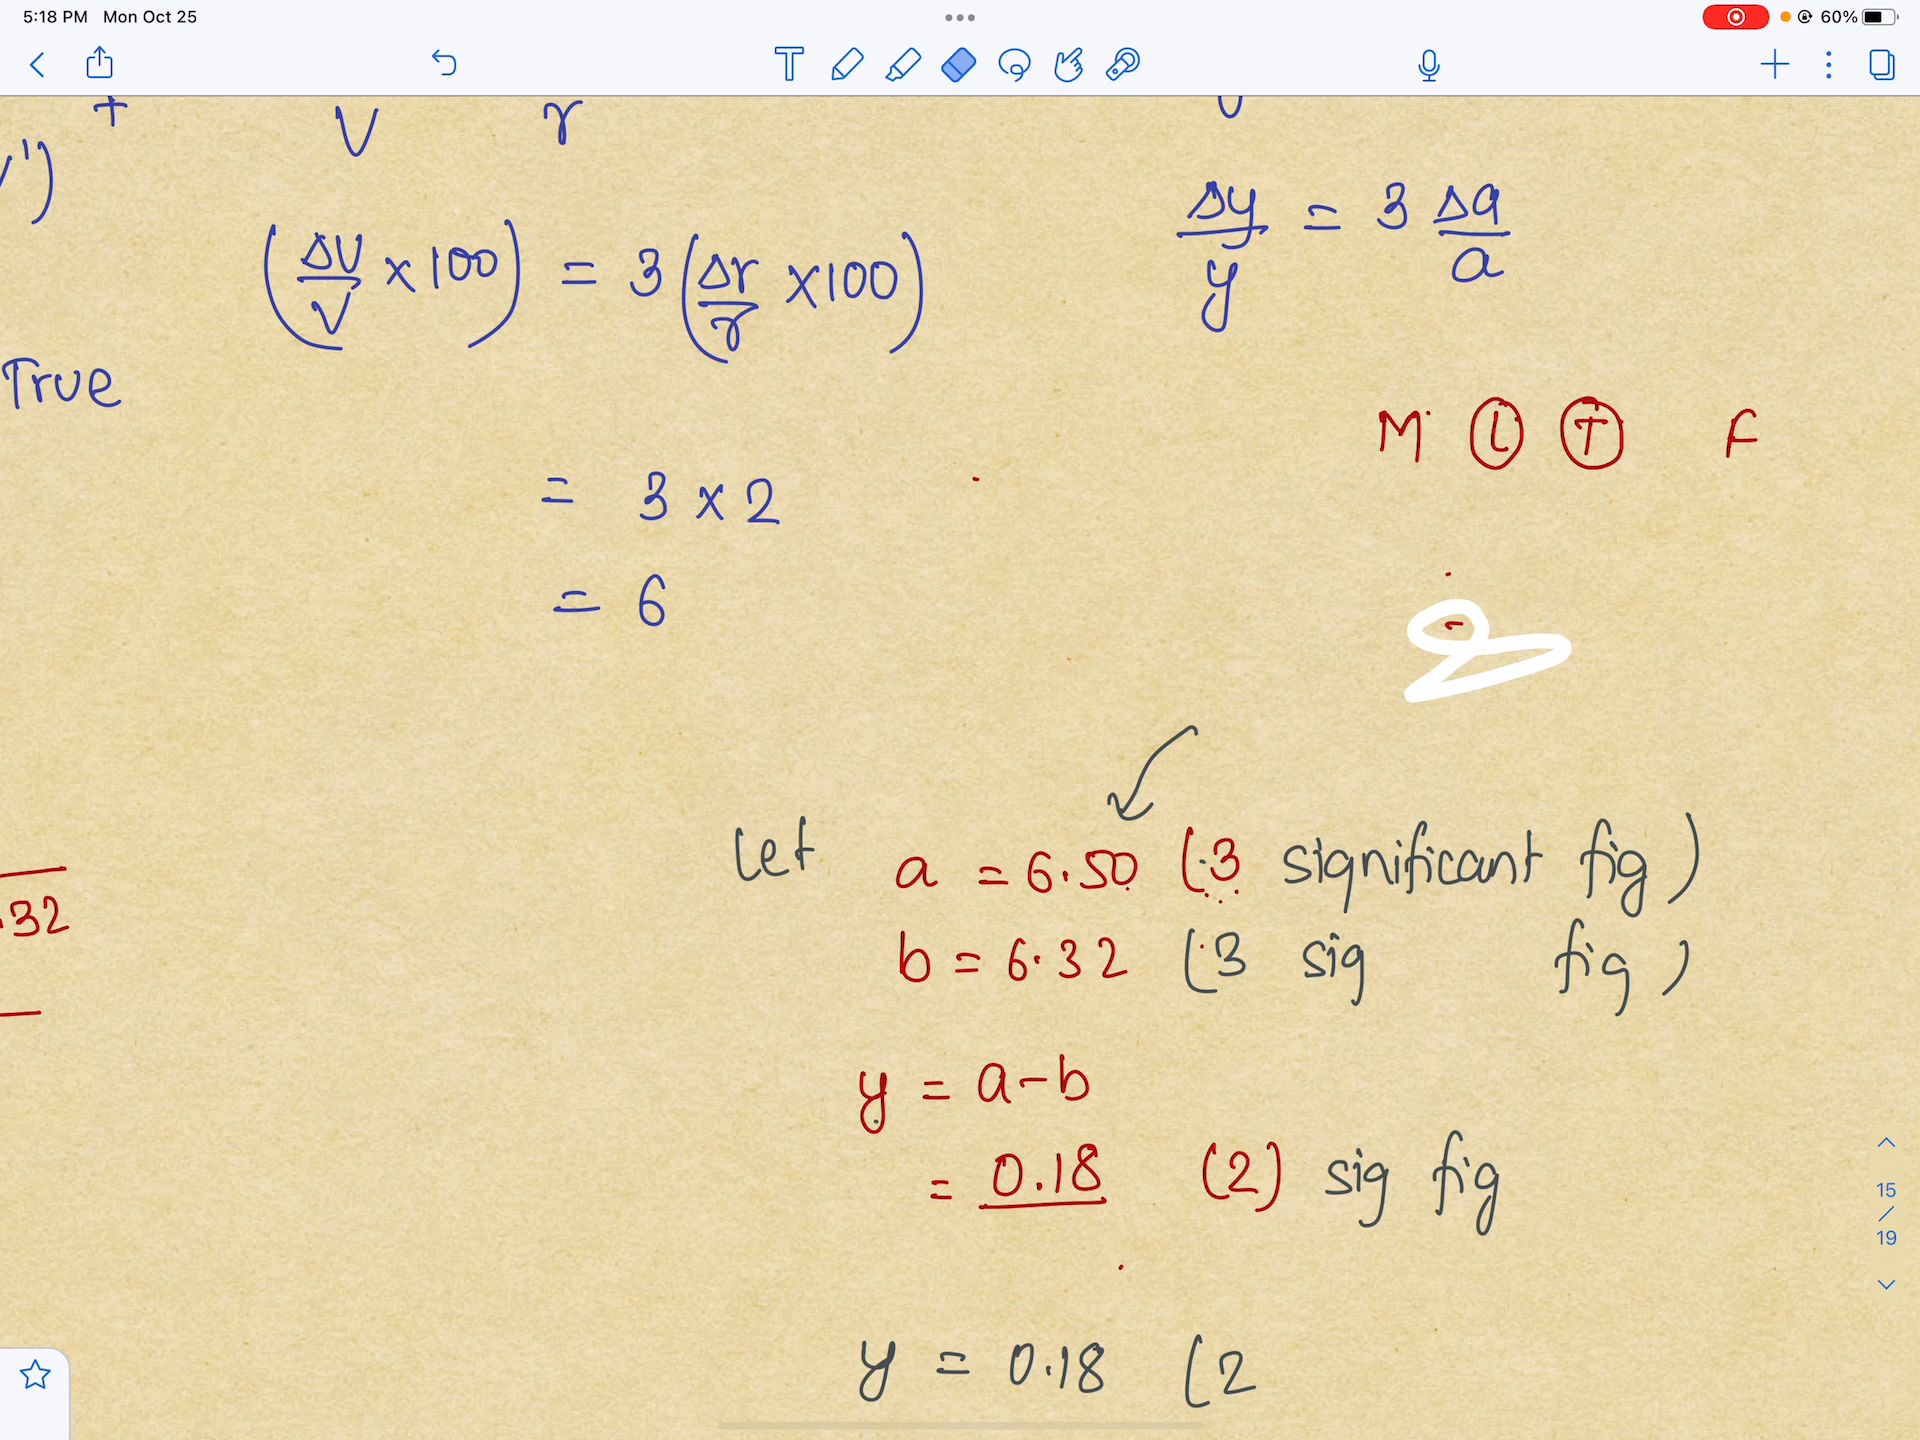 5:18 PM Mon Oct 25
60%
V r
')
(ΔV/V × 100) = 3 (Δr/r × 100)
Δy/y = 3 Δa/a
True
M L T F
= 3 × 2
= 6
Let a = 6.50 (3 significant fig)
.32
b = 6.32 (3 sig fig)
y = a-b
= 0.18 (2) sig fig
15
/
19
y = 0.18 (2